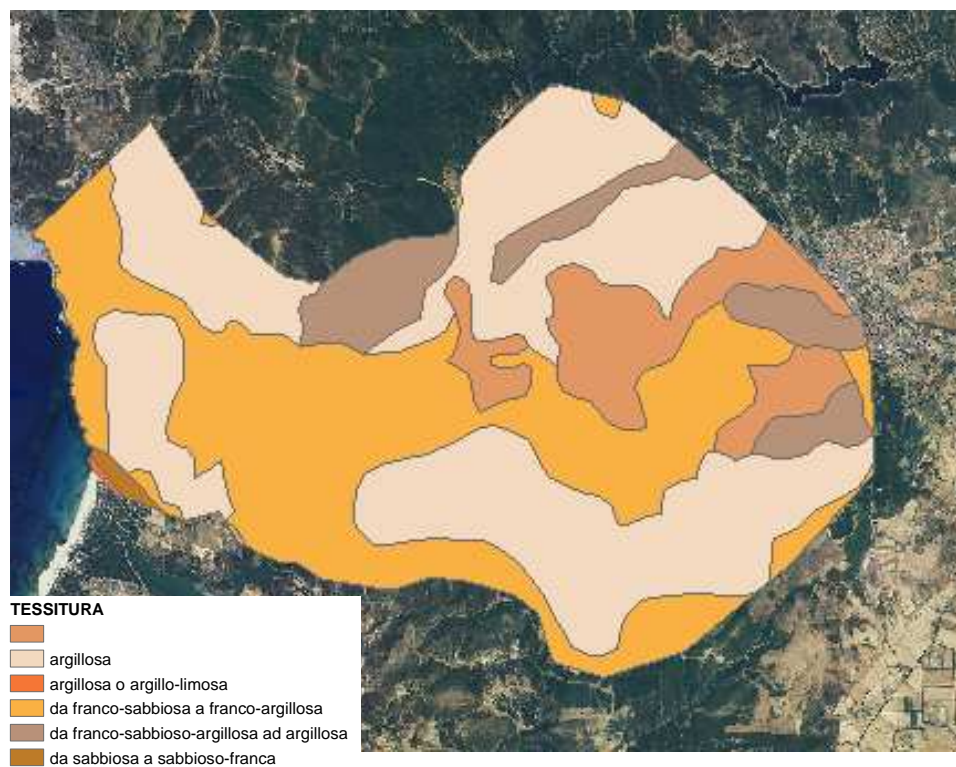 TESSITURA
argillosa
argillosa o argillo-limosa
da franco-sabbiosa a franco-argillosa
da franco-sabbioso-argillosa ad argillosa
da sabbiosa a sabbioso-franca